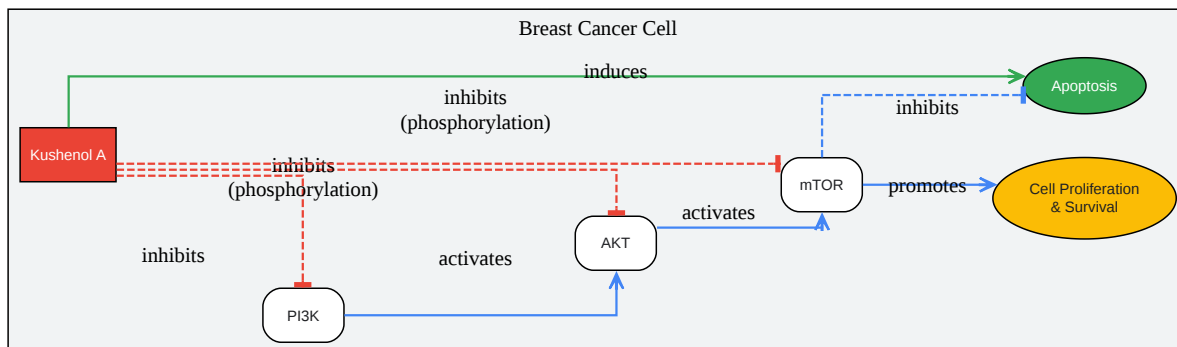 Breast Cancer Cell
induces
Apoptosis
inhibits
(phosphorylation)
inhibits
Kushenol A
inhibits
(phosphorylation)
mTOR
promotes
Cell Proliferation
& Survival
activates
AKT
inhibits
activates
PI3K